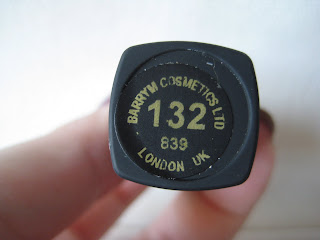 BARRYM COSMETICS LTD
132
839
LONDON UK